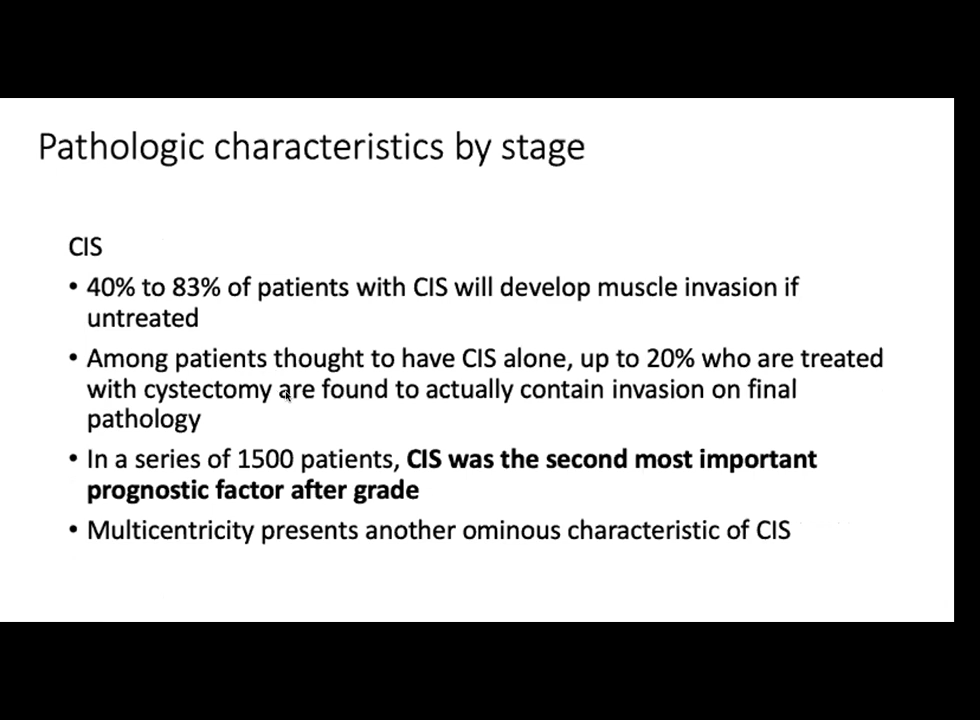 Pathologic characteristics by stage
CIS
• 40% to 83% of patients with CIS will develop muscle invasion if
untreated
• Among patients thought to have CIS alone, up to 20% who are treated
with cystectomy are found to actually contain invasion on final
pathology
• In a series of 1500 patients, CIS was the second most important
prognostic factor after grade
• Multicentricity presents another ominous characteristic of CIS